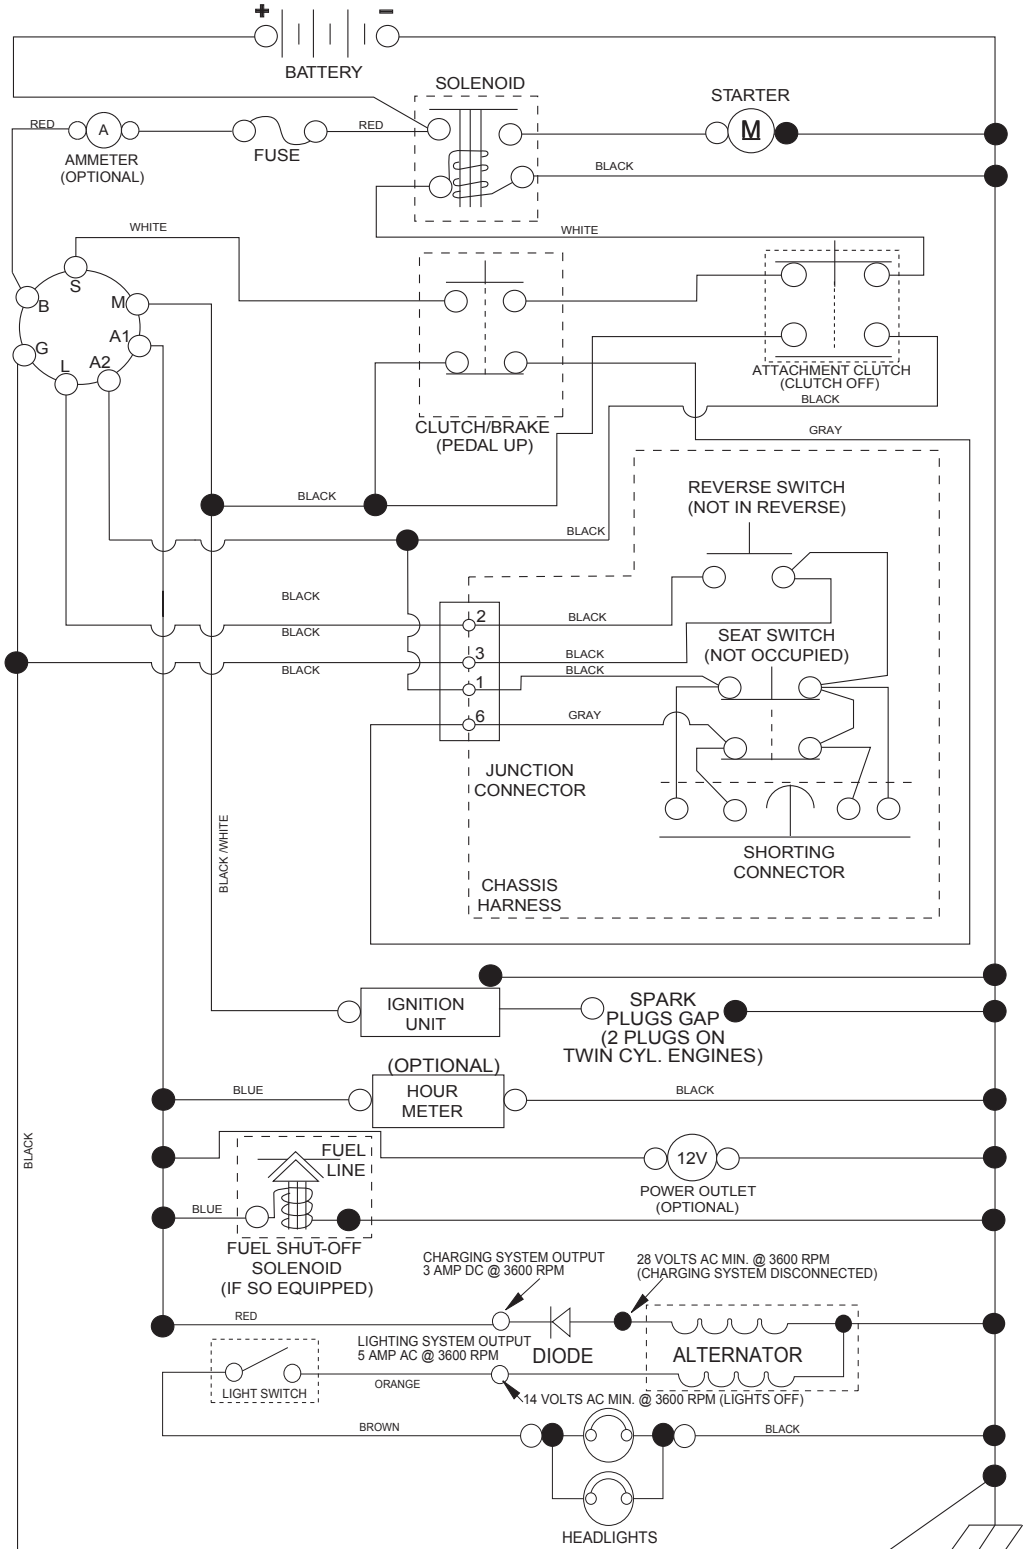 + −
BATTERY
SOLENOID
STARTER
RED
A
AMMETER
(OPTIONAL)
FUSE
RED
M
BLACK
WHITE
WHITE
S
B
M
A1
G
L
A2
CLUTCH/BRAKE
(PEDAL UP)
ATTACHMENT CLUTCH
(CLUTCH OFF)
BLACK
GRAY
BLACK
REVERSE SWITCH
(NOT IN REVERSE)
BLACK
BLACK
2
BLACK
BLACK
SEAT SWITCH
(NOT OCCUPIED)
3
BLACK
BLACK
BLACK
1
6
GRAY
JUNCTION
CONNECTOR
SHORTING
CONNECTOR
CHASSIS
HARNESS
BLACK /WHITE
IGNITION
UNIT
SPARK
PLUGS GAP
(2 PLUGS ON
TWIN CYL. ENGINES)
(OPTIONAL)
HOUR
METER
BLUE
BLACK
BLACK
FUEL
LINE
12V
POWER OUTLET
(OPTIONAL)
BLUE
FUEL SHUT-OFF
SOLENOID
(IF SO EQUIPPED)
CHARGING SYSTEM OUTPUT
3 AMP DC @ 3600 RPM
28 VOLTS AC MIN. @ 3600 RPM
(CHARGING SYSTEM DISCONNECTED)
RED
LIGHTING SYSTEM OUTPUT
5 AMP AC @ 3600 RPM
DIODE
ALTERNATOR
LIGHT SWITCH
ORANGE
14 VOLTS AC MIN. @ 3600 RPM (LIGHTS OFF)
BROWN
BLACK
HEADLIGHTS